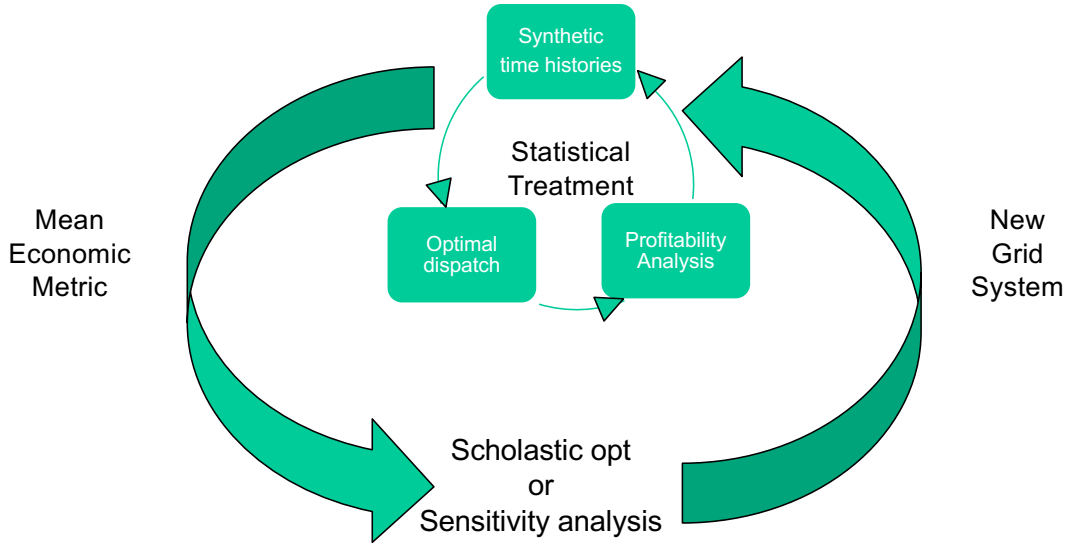 Synthetic
time histories
Statistical
Treatment
Optimal
dispatch
Profitability
Analysis
Mean
Economic
Metric
New
Grid
System
Scholastic opt
or
Sensitivity analysis